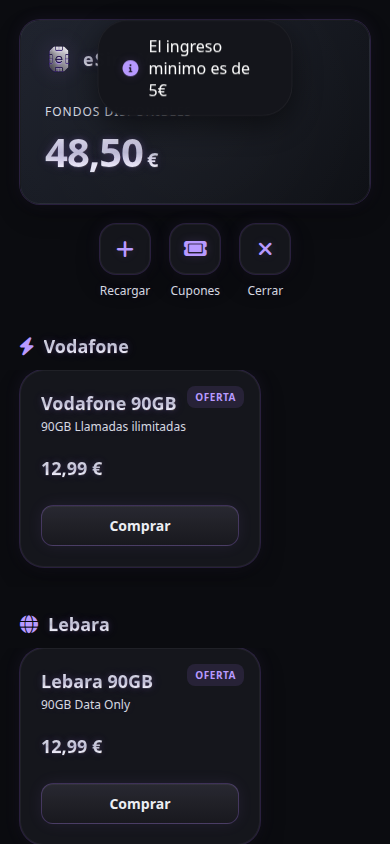 El ingreso
minimo es de
5€
FONDOS
48,50 €
Recargar
Cupones
Cerrar
Vodafone
Vodafone 90GB
OFERTA
90GB Llamadas ilimitadas
12,99 €
Comprar
Lebara
Lebara 90GB
OFERTA
90GB Data Only
12,99 €
Comprar